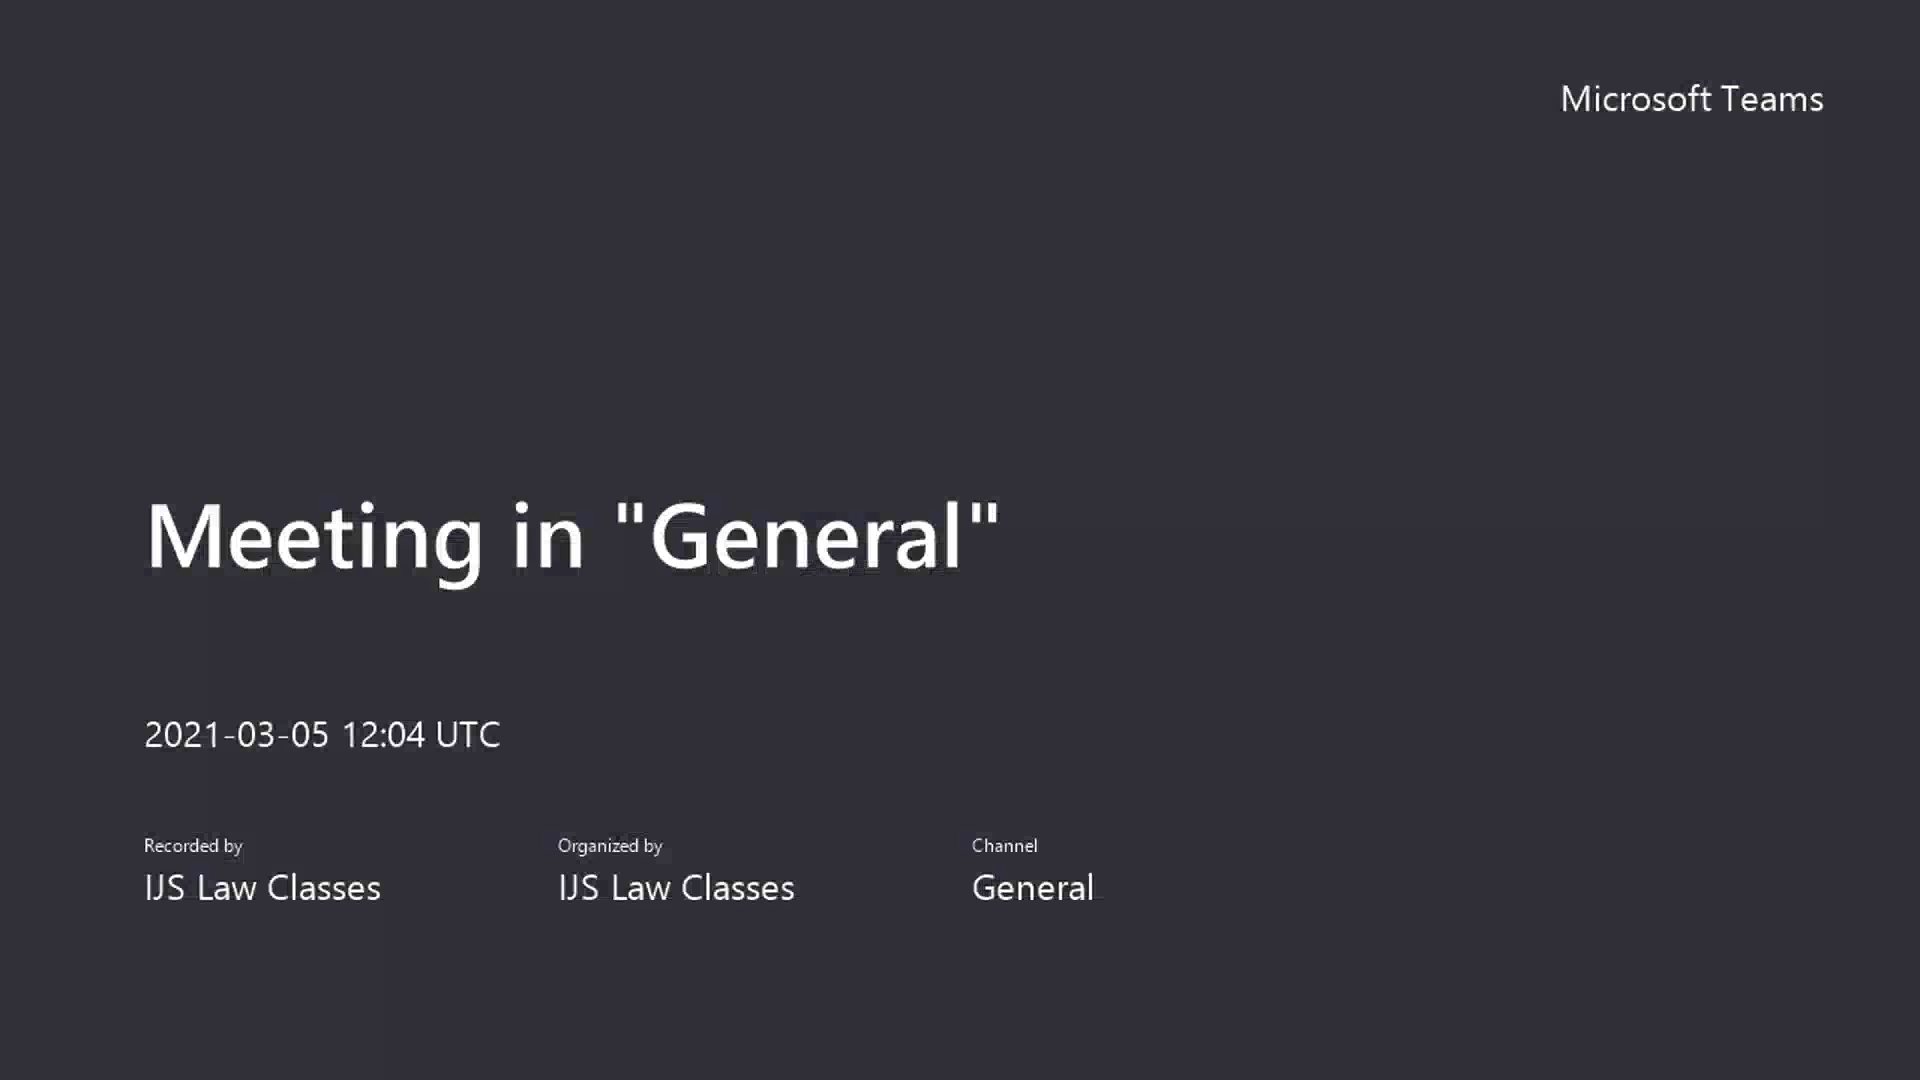 Microsoft Teams
Meeting in "General"
2021-03-05 12:04 UTC
Recorded by
IJS Law Classes
Organized by
IJS Law Classes
Channel
General